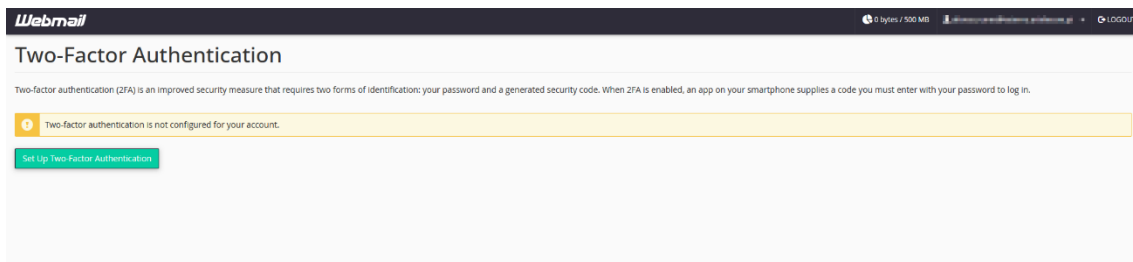 Webmail
0 bytes / 500 MB
LOGOUT
Two-Factor Authentication
Two-factor authentication (2FA) is an improved security measure that requires two forms of identification: your password and a generated security code. When 2FA is enabled, an app on your smartphone supplies a code you must enter with your password to log in.
Two-factor authentication is not configured for your account.
Set Up Two-Factor Authentication